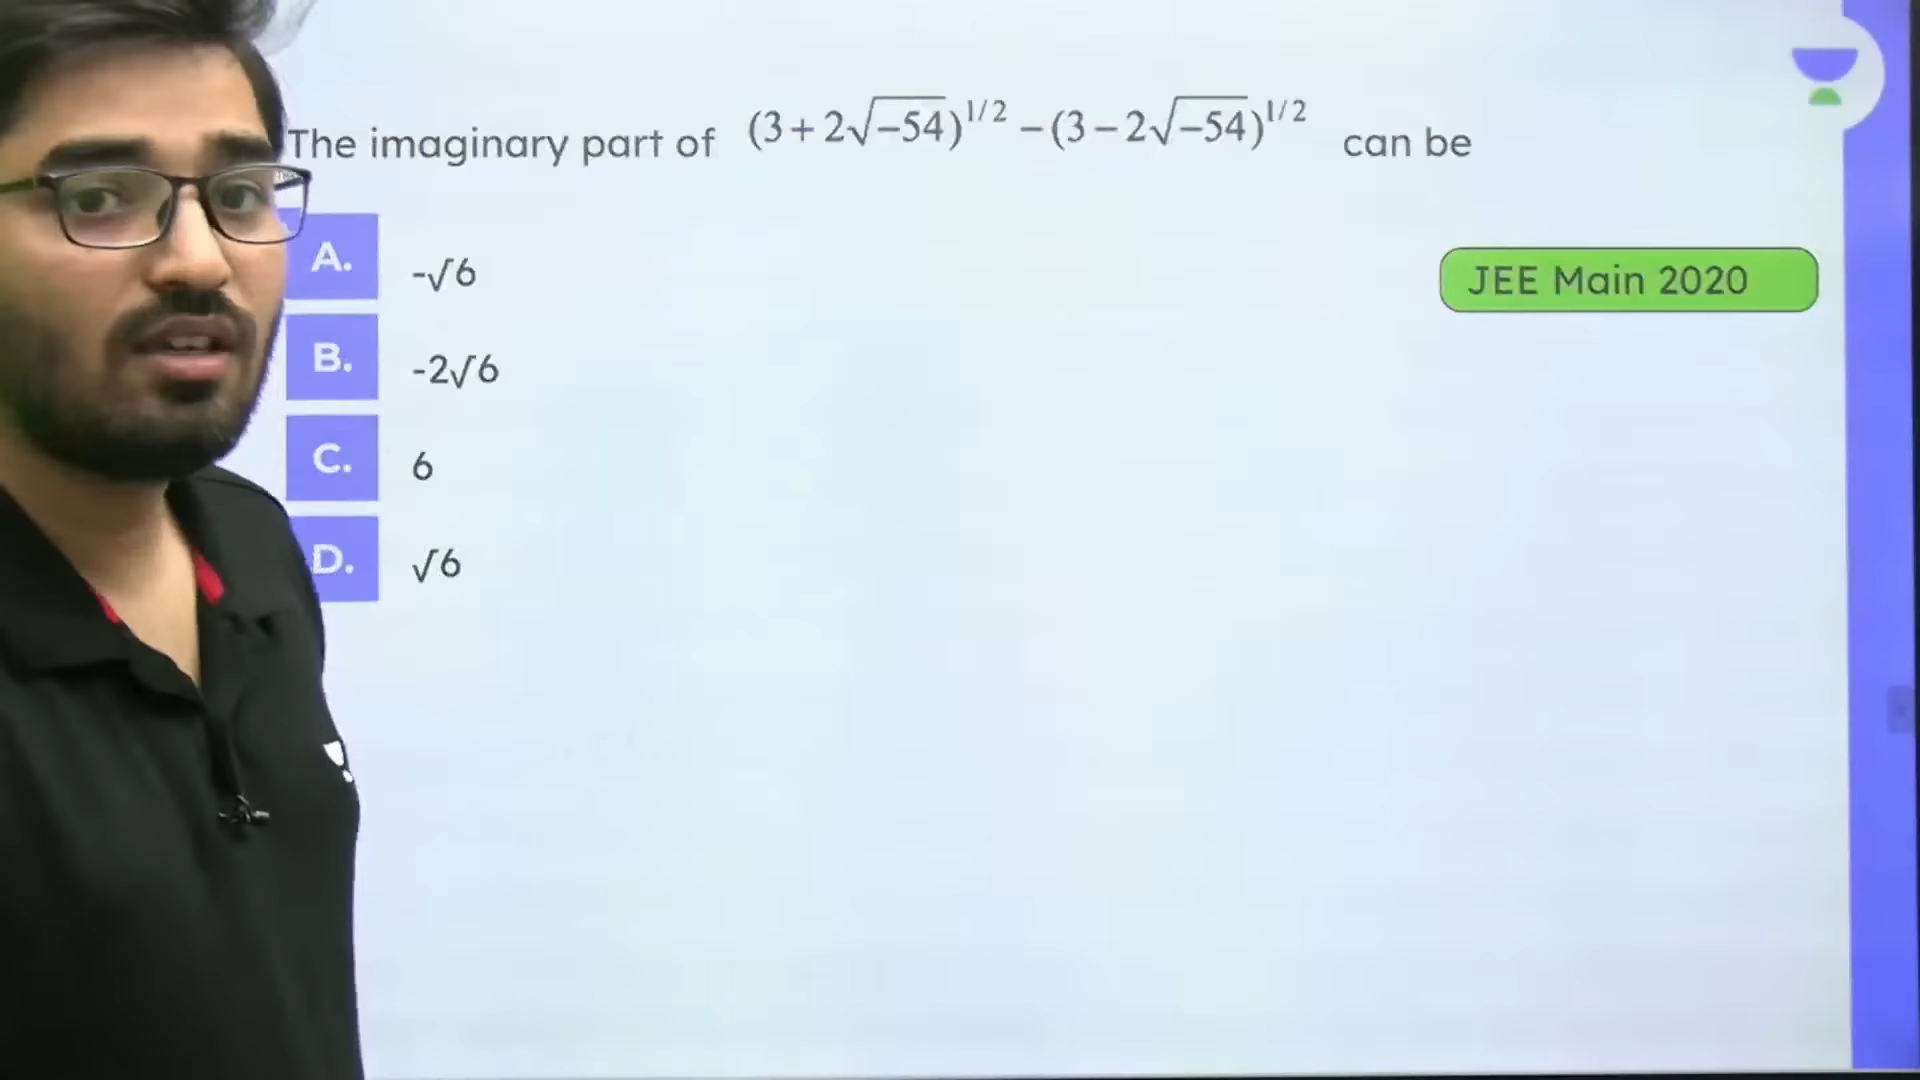 The imaginary part of (3+2√−54)^1/2 −(3−2√−54)^1/2 can be
A. -√6
JEE Main 2020
B. -2√6
C. 6
D. √6